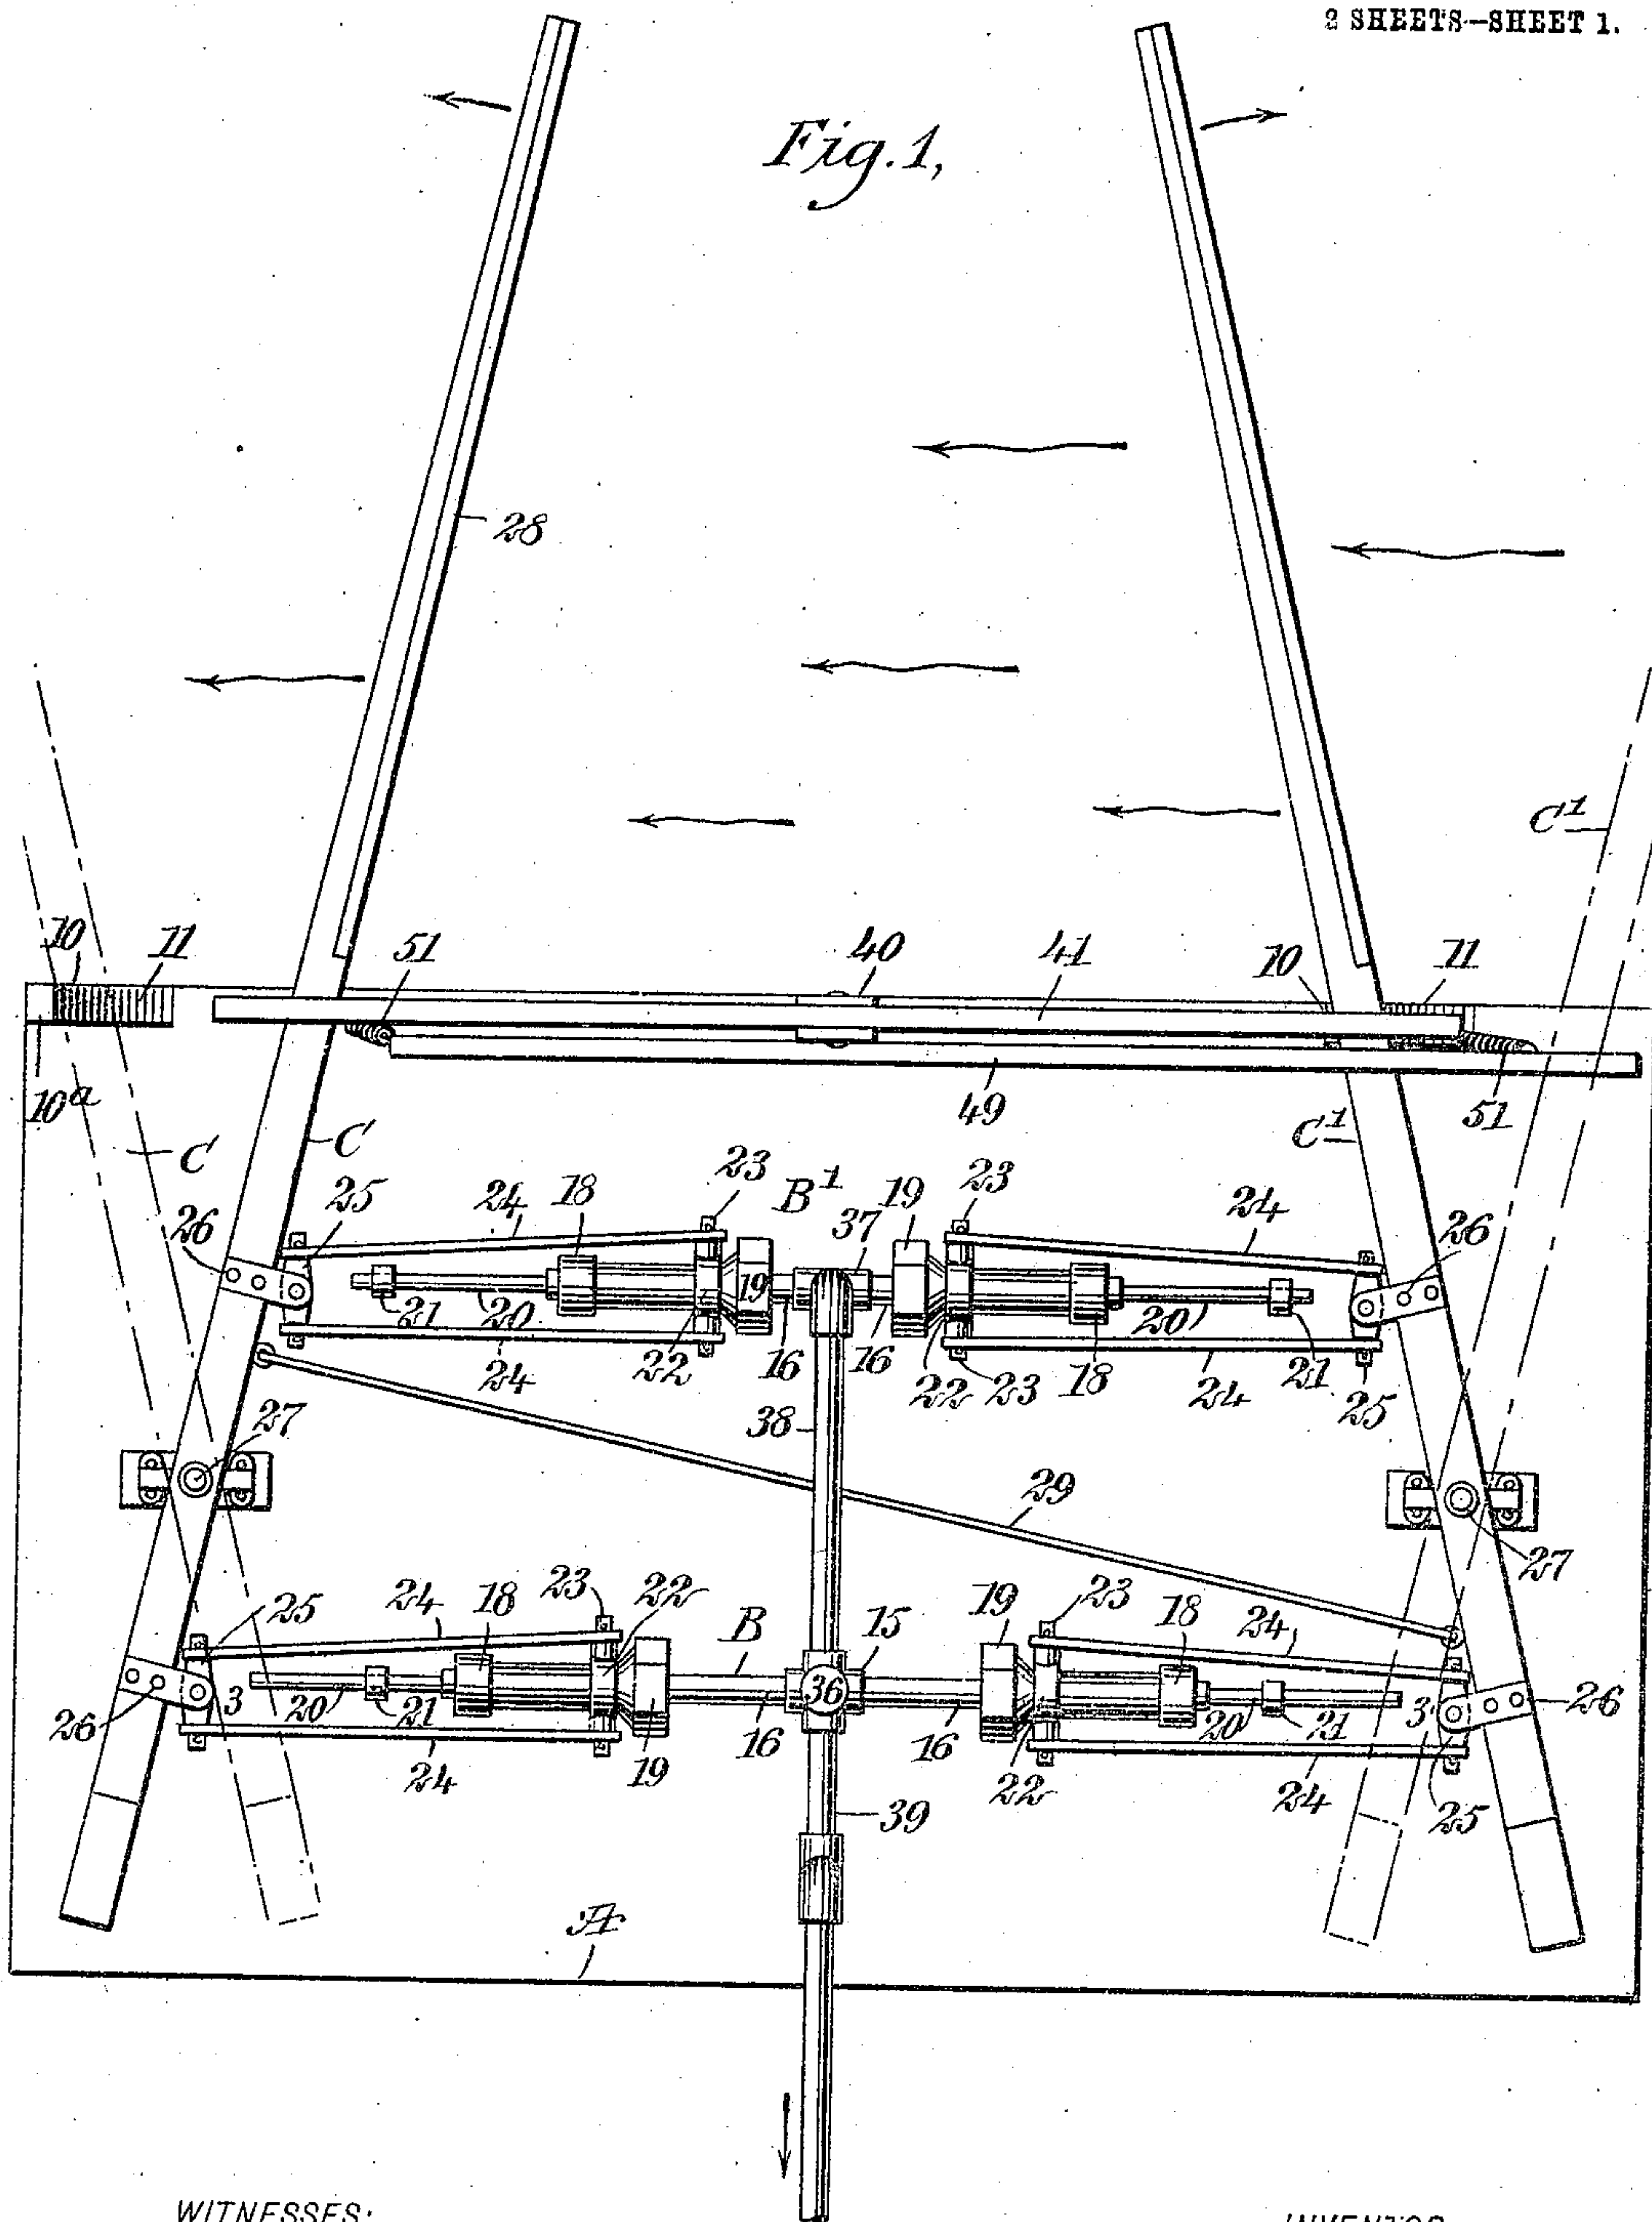 2 SHEETS—SHEET 1.
Fig. 1,
28
C¹
10 11 51 40 41 10 11
10ª 49 51
C C C¹
23 B¹ 19 23
26 25 24 18 37 24 26
19
21 20 24 22 16 16 22 23 18 20 24 21 25
38
27 29
27
25 24 18 23 22 B 15 19 23 18 24
36
26 3 20 21 24 19 16 16 22 20 21 24 3 25 26
39
A
WITNESSES:
INVENTOR